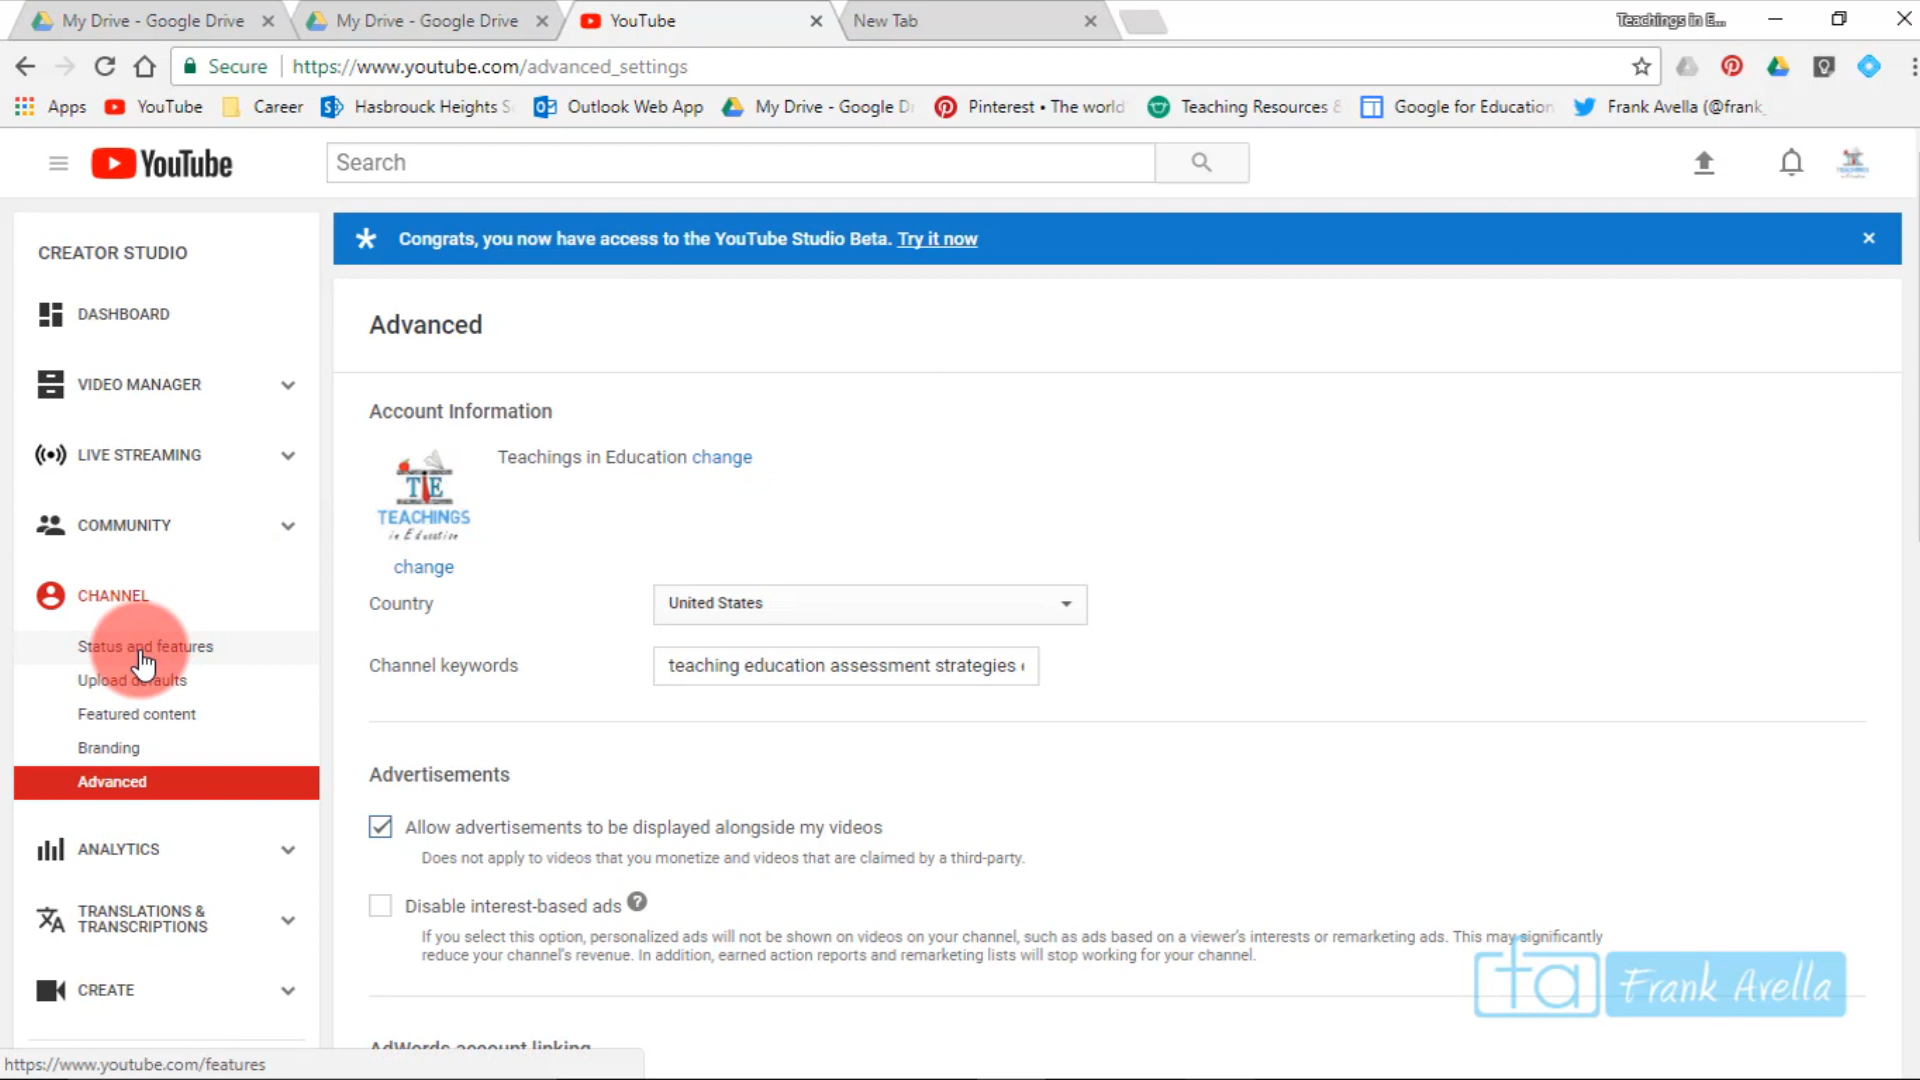 My Drive - Google Drive
My Drive - Google Drive
YouTube
New Tab
Teachings in E...
Secure
https://www.youtube.com/advanced_settings
Apps
YouTube
Career
Hasbrouck Heights S
Outlook Web App
My Drive - Google Dr
Pinterest • The world
Teaching Resources &
Google for Education
Frank Avella (@frank_
YouTube
Search
CREATOR STUDIO
DASHBOARD
VIDEO MANAGER
LIVE STREAMING
COMMUNITY
CHANNEL
Status and features
Upload defaults
Featured content
Branding
Advanced
ANALYTICS
TRANSLATIONS &
TRANSCRIPTIONS
CREATE
Congrats, you now have access to the YouTube Studio Beta. Try it now
Advanced
Account Information
TIE
TEACHINGS
in Education
Teachings in Education change
change
Country
United States
Channel keywords
teaching education assessment strategies
Advertisements
Allow advertisements to be displayed alongside my videos
Does not apply to videos that you monetize and videos that are claimed by a third-party.
Disable interest-based ads
If you select this option, personalized ads will not be shown on videos on your channel, such as ads based on a viewer's interests or remarketing ads. This may significantly
reduce your channel's revenue. In addition, earned action reports and remarketing lists will stop working for your channel.
AdWords account linking
fa Frank Avella
https://www.youtube.com/features